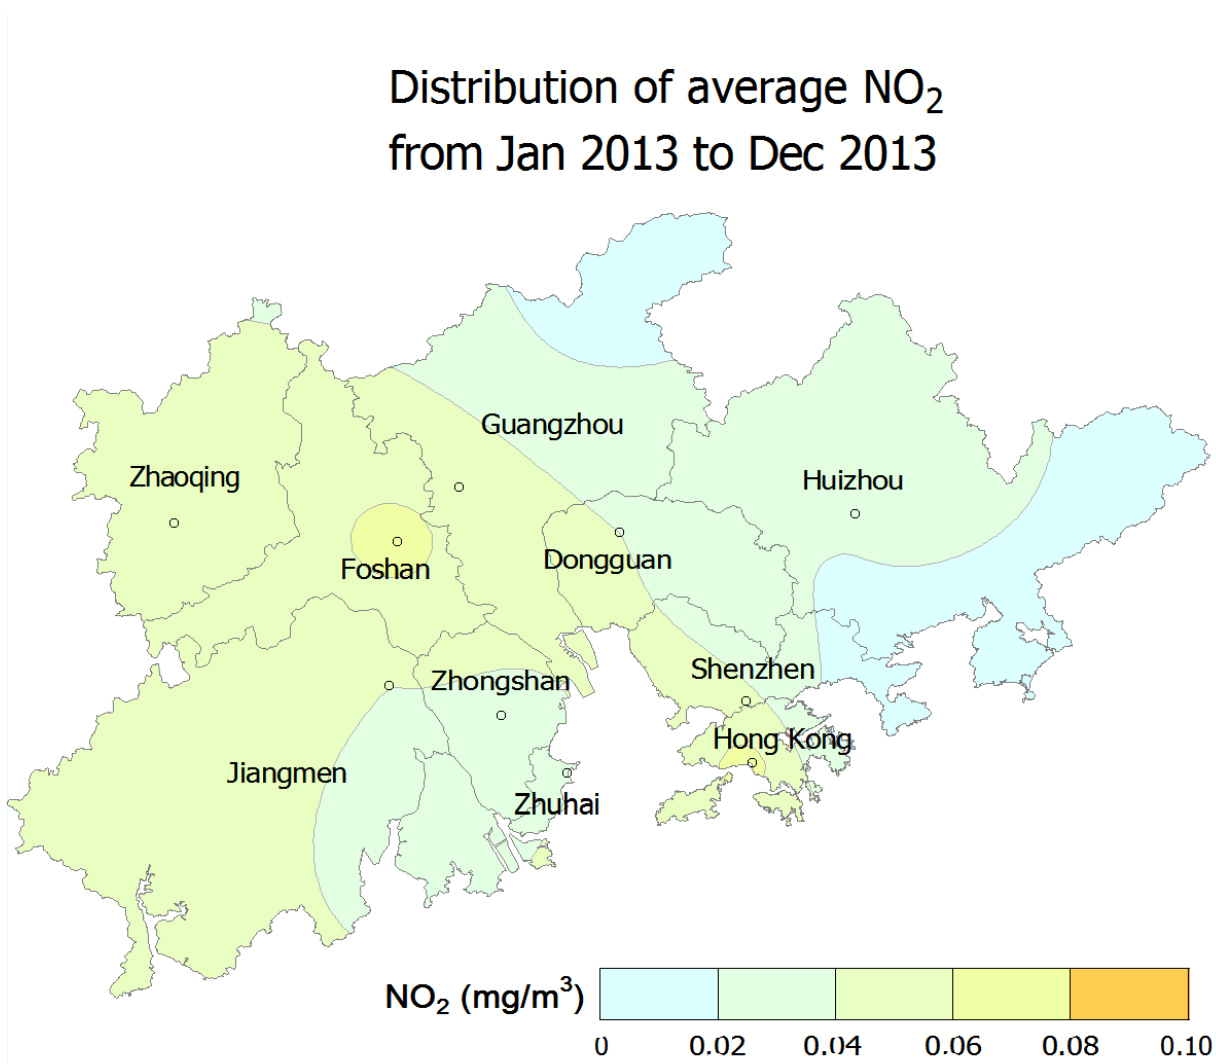 Distribution of average NO₂
from Jan 2013 to Dec 2013
Guangzhou
Zhaoqing
Huizhou
Foshan
Dongguan
Shenzhen
Zhongshan
Hong Kong
Jiangmen
Zhuhai
NO₂ (mg/m³)
0 0.02 0.04 0.06 0.08 0.10